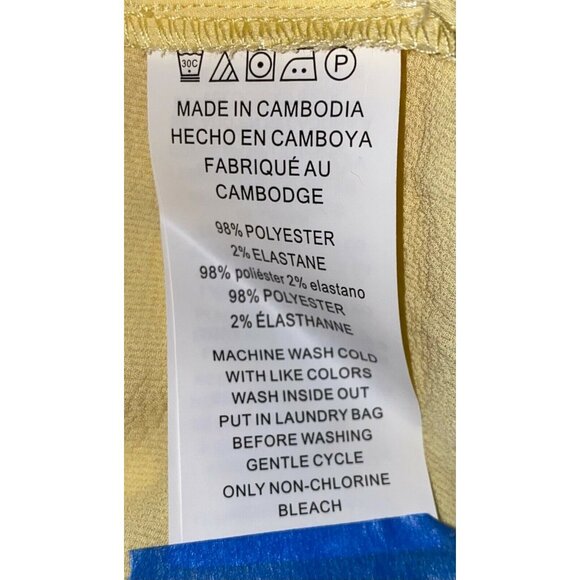 30C P
MADE IN CAMBODIA
HECHO EN CAMBOYA
FABRIQUÉ AU
CAMBODGE
98% POLYESTER
2% ELASTANE
98% poliéster 2% elastano
98% POLYESTER
2% ÉLASTHANNE
MACHINE WASH COLD
WITH LIKE COLORS
WASH INSIDE OUT
PUT IN LAUNDRY BAG
BEFORE WASHING
GENTLE CYCLE
ONLY NON-CHLORINE
BLEACH